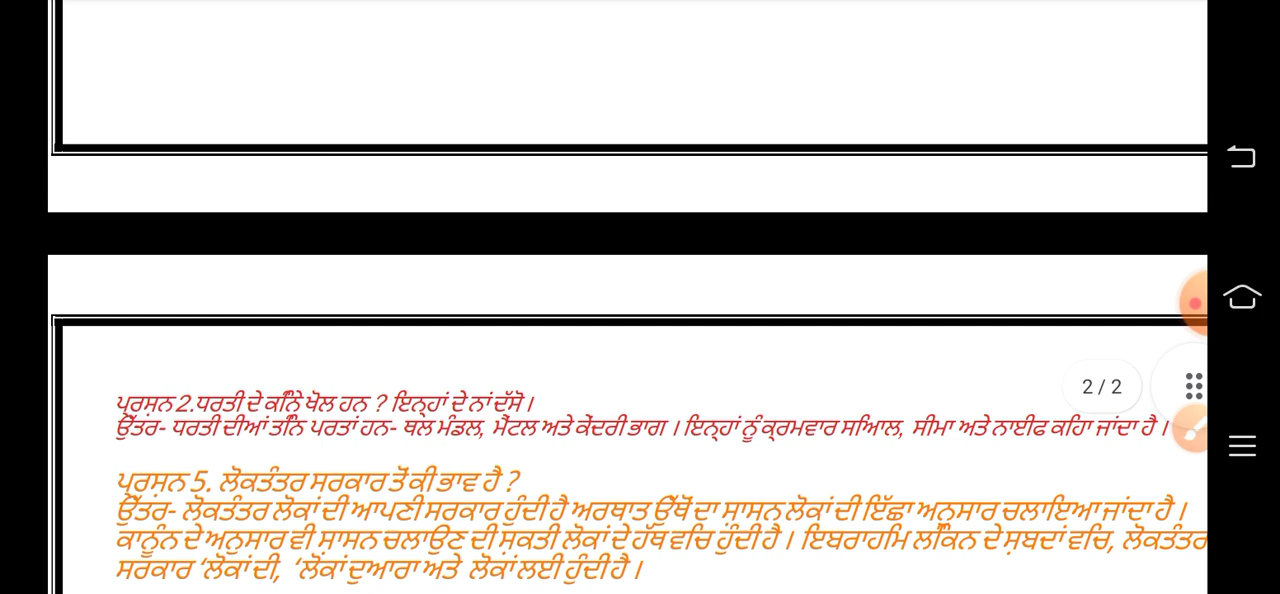 2 / 2
ਪ੍ਰਸ਼ਨ 2.ਧਰਤੀ ਦੇ ਕਿੰਨੇ ਖੋਲ ਹਨ ? ਇਨ੍ਹਾਂ ਦੇ ਨਾਂ ਦੱਸੋ ।
ਉੱਤਰ- ਧਰਤੀ ਦੀਆਂ ਤਿੰਨ ਪਰਤਾਂ ਹਨ- ਥਲ ਮੰਡਲ, ਮੈਂਟਲ ਅਤੇ ਕੇਂਦਰੀ ਭਾਗ । ਇਨ੍ਹਾਂ ਨੂੰ ਕ੍ਰਮਵਾਰ ਸਿਆਲ, ਸੀਮਾ ਅਤੇ ਨਾਈਫ ਕਹਿਾ ਜਾਂਦਾ ਹੈ ।
ਪ੍ਰਸ਼ਨ 5. ਲੋਕਤੰਤਰ ਸਰਕਾਰ ਤੋਂ ਕੀ ਭਾਵ ਹੈ ?
ਉੱਤਰ- ਲੋਕਤੰਤਰ ਲੋਕਾਂ ਦੀ ਆਪਣੀ ਸਰਕਾਰ ਹੁੰਦੀ ਹੈ ਅਰਥਾਤ ਉੱਥੋਂ ਦਾ ਸ਼ਾਸਨ ਲੋਕਾਂ ਦੀ ਇੱਛਾ ਅਨੁਸਾਰ ਚਲਾਇਆ ਜਾਂਦਾ ਹੈ ।
ਕਾਨੂੰਨ ਦੇ ਅਨੁਸਾਰ ਵੀ ਸ਼ਾਸਨ ਚਲਾਉਣ ਦੀ ਸ਼ਕਤੀ ਲੋਕਾਂ ਦੇ ਹੱਥ ਵਿਚ ਹੁੰਦੀ ਹੈ । ਇਬਰਾਹਮਿ ਲਿੰਕਨ ਦੇ ਸ਼ਬਦਾਂ ਵਿਚ, ਲੋਕਤੰਤਰ
ਸਰਕਾਰ ‘ਲੋਕਾਂ ਦੀ, ‘ਲੋਕਾਂ ਦੁਆਰਾ ਅਤੇ ਲੋਕਾਂ ਲਈ ਹੁੰਦੀ ਹੈ ।